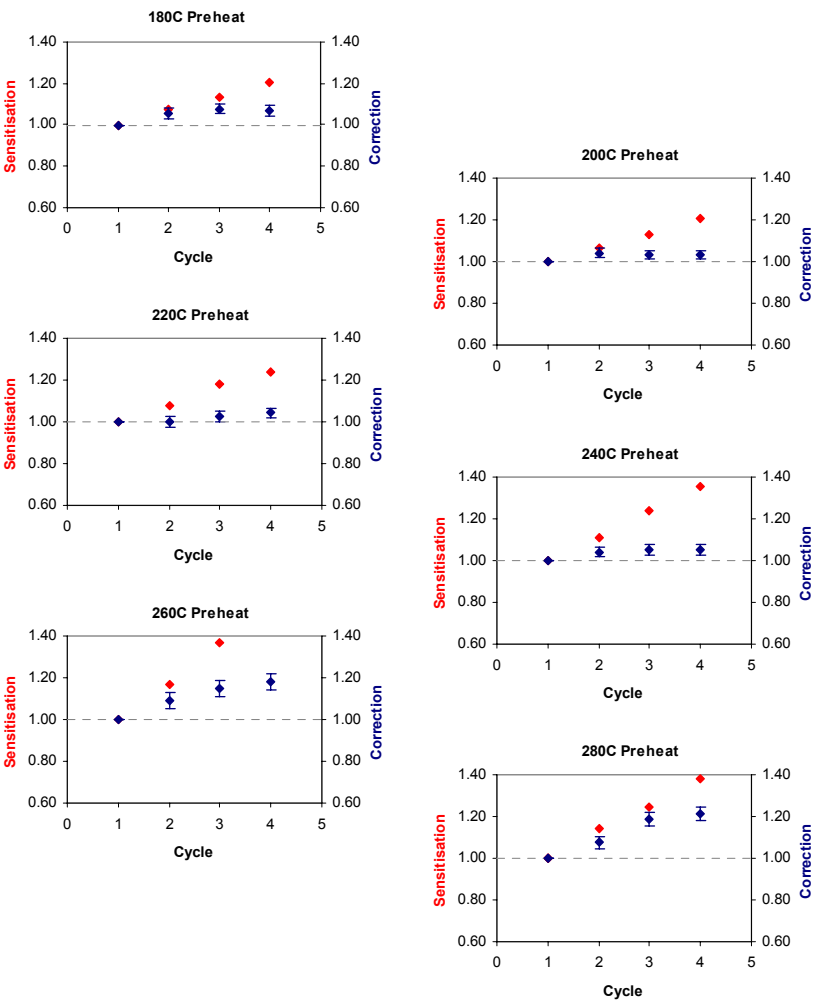 180C Preheat
1.40 1.40
1.20 1.20
1.00 1.00
0.80 0.80
0.60 0.60
0 1 2 3 4 5
Cycle
Sensitisation
Correction
200C Preheat
1.40 1.40
1.20 1.20
1.00 1.00
0.80 0.80
0.60 0.60
0 1 2 3 4 5
Cycle
Sensitisation
Correction
220C Preheat
1.40 1.40
1.20 1.20
1.00 1.00
0.80 0.80
0.60 0.60
0 1 2 3 4 5
Cycle
Sensitisation
Correction
240C Preheat
1.40 1.40
1.20 1.20
1.00 1.00
0.80 0.80
0.60 0.60
0 1 2 3 4 5
Cycle
Sensitisation
Correction
260C Preheat
1.40 1.40
1.20 1.20
1.00 1.00
0.80 0.80
0.60 0.60
0 1 2 3 4 5
Cycle
Sensitisation
Correction
280C Preheat
1.40 1.40
1.20 1.20
1.00 1.00
0.80 0.80
0.60 0.60
0 1 2 3 4 5
Cycle
Sensitisation
Correction